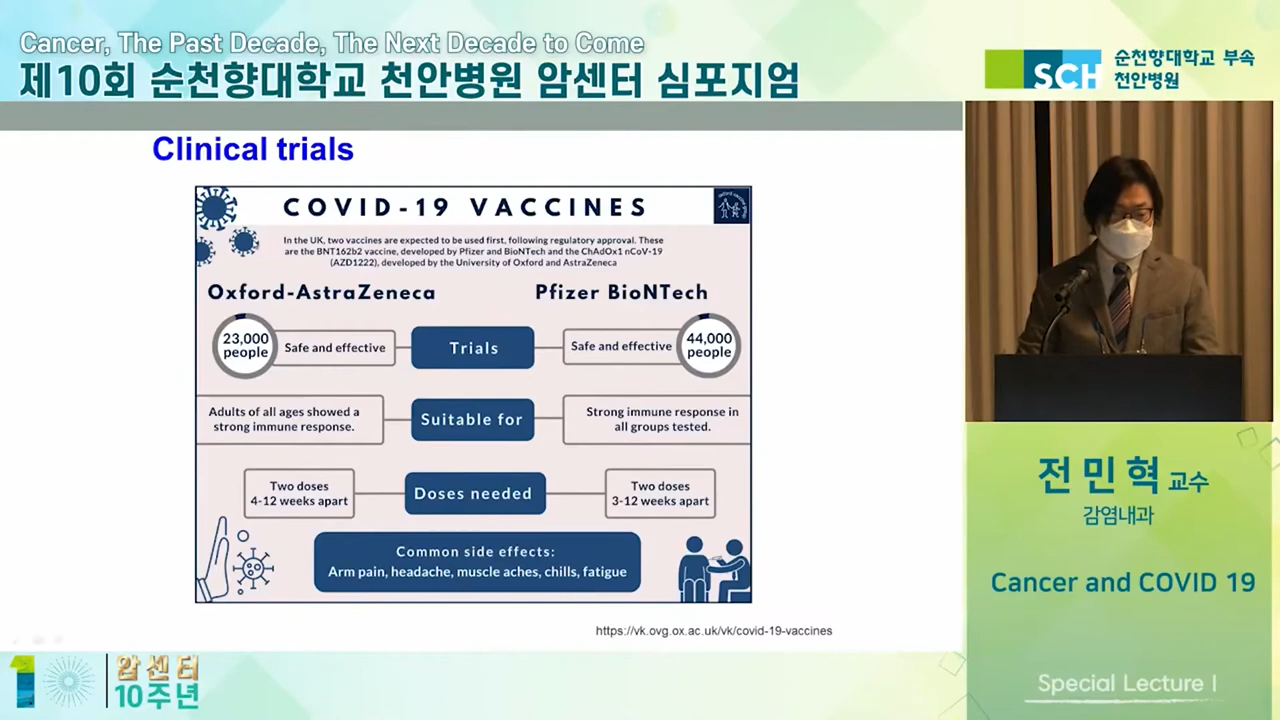 Cancer, The Past Decade, The Next Decade to Come
제10회 순천향대학교 천안병원 암센터 심포지엄
SCH
순천향대학교 부속
천안병원
Clinical trials
COVID-19 VACCINES
In the UK, two vaccines are expected to be used first, following regulatory approval. These
are the BNT162b2 vaccine, developed by Pfizer and BioNTech and the ChAdOx1 nCoV-19
(AZD1222), developed by the University of Oxford and AstraZeneca
Oxford-AstraZeneca
Pfizer BioNTech
23,000
people
Safe and effective
Trials
Safe and effective
44,000
people
Adults of all ages showed a
strong immune response.
Suitable for
Strong immune response in
all groups tested.
Two doses
4-12 weeks apart
Doses needed
Two doses
3-12 weeks apart
Common side effects:
Arm pain, headache, muscle aches, chills, fatigue
https://vk.ovg.ox.ac.uk/vk/covid-19-vaccines
전 민 혁 교수
감염내과
Cancer and COVID 19
Special Lecture I
암센터
10주년